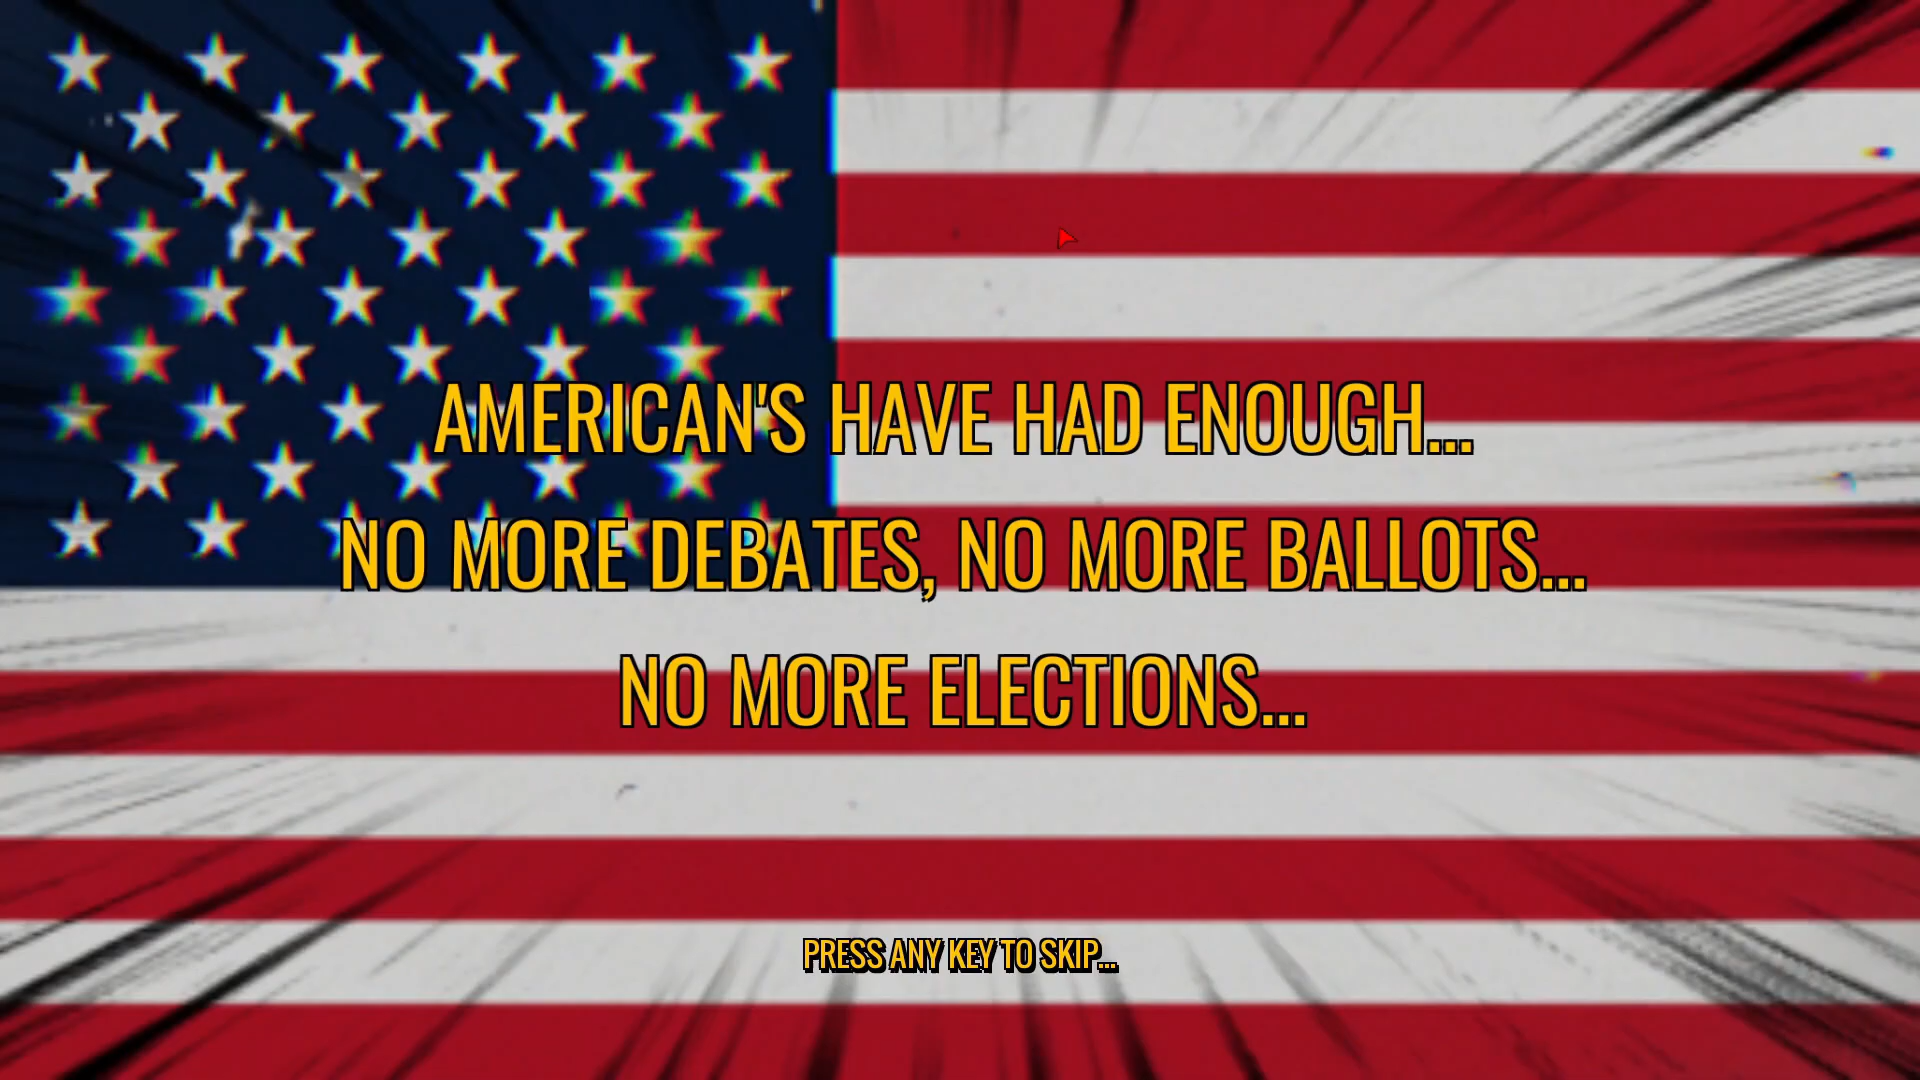 AMERICAN'S HAVE HAD ENOUGH...
NO MORE DEBATES, NO MORE BALLOTS...
NO MORE ELECTIONS...
PRESS ANY KEY TO SKIP...